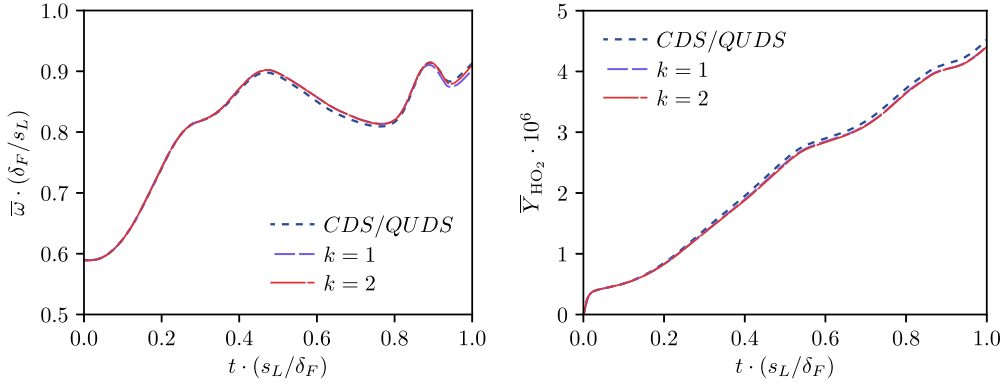 1.0
0.9
0.8
0.7
0.6
0.5
0.0 0.2 0.4 0.6 0.8 1.0
ω̅ · (δ_F/s_L)
t · (s_L/δ_F)
CDS/QUDS
k = 1
k = 2
5
4
3
2
1
0
0.0 0.2 0.4 0.6 0.8 1.0
Y̅_HO₂ · 10⁶
t · (s_L/δ_F)
CDS/QUDS
k = 1
k = 2